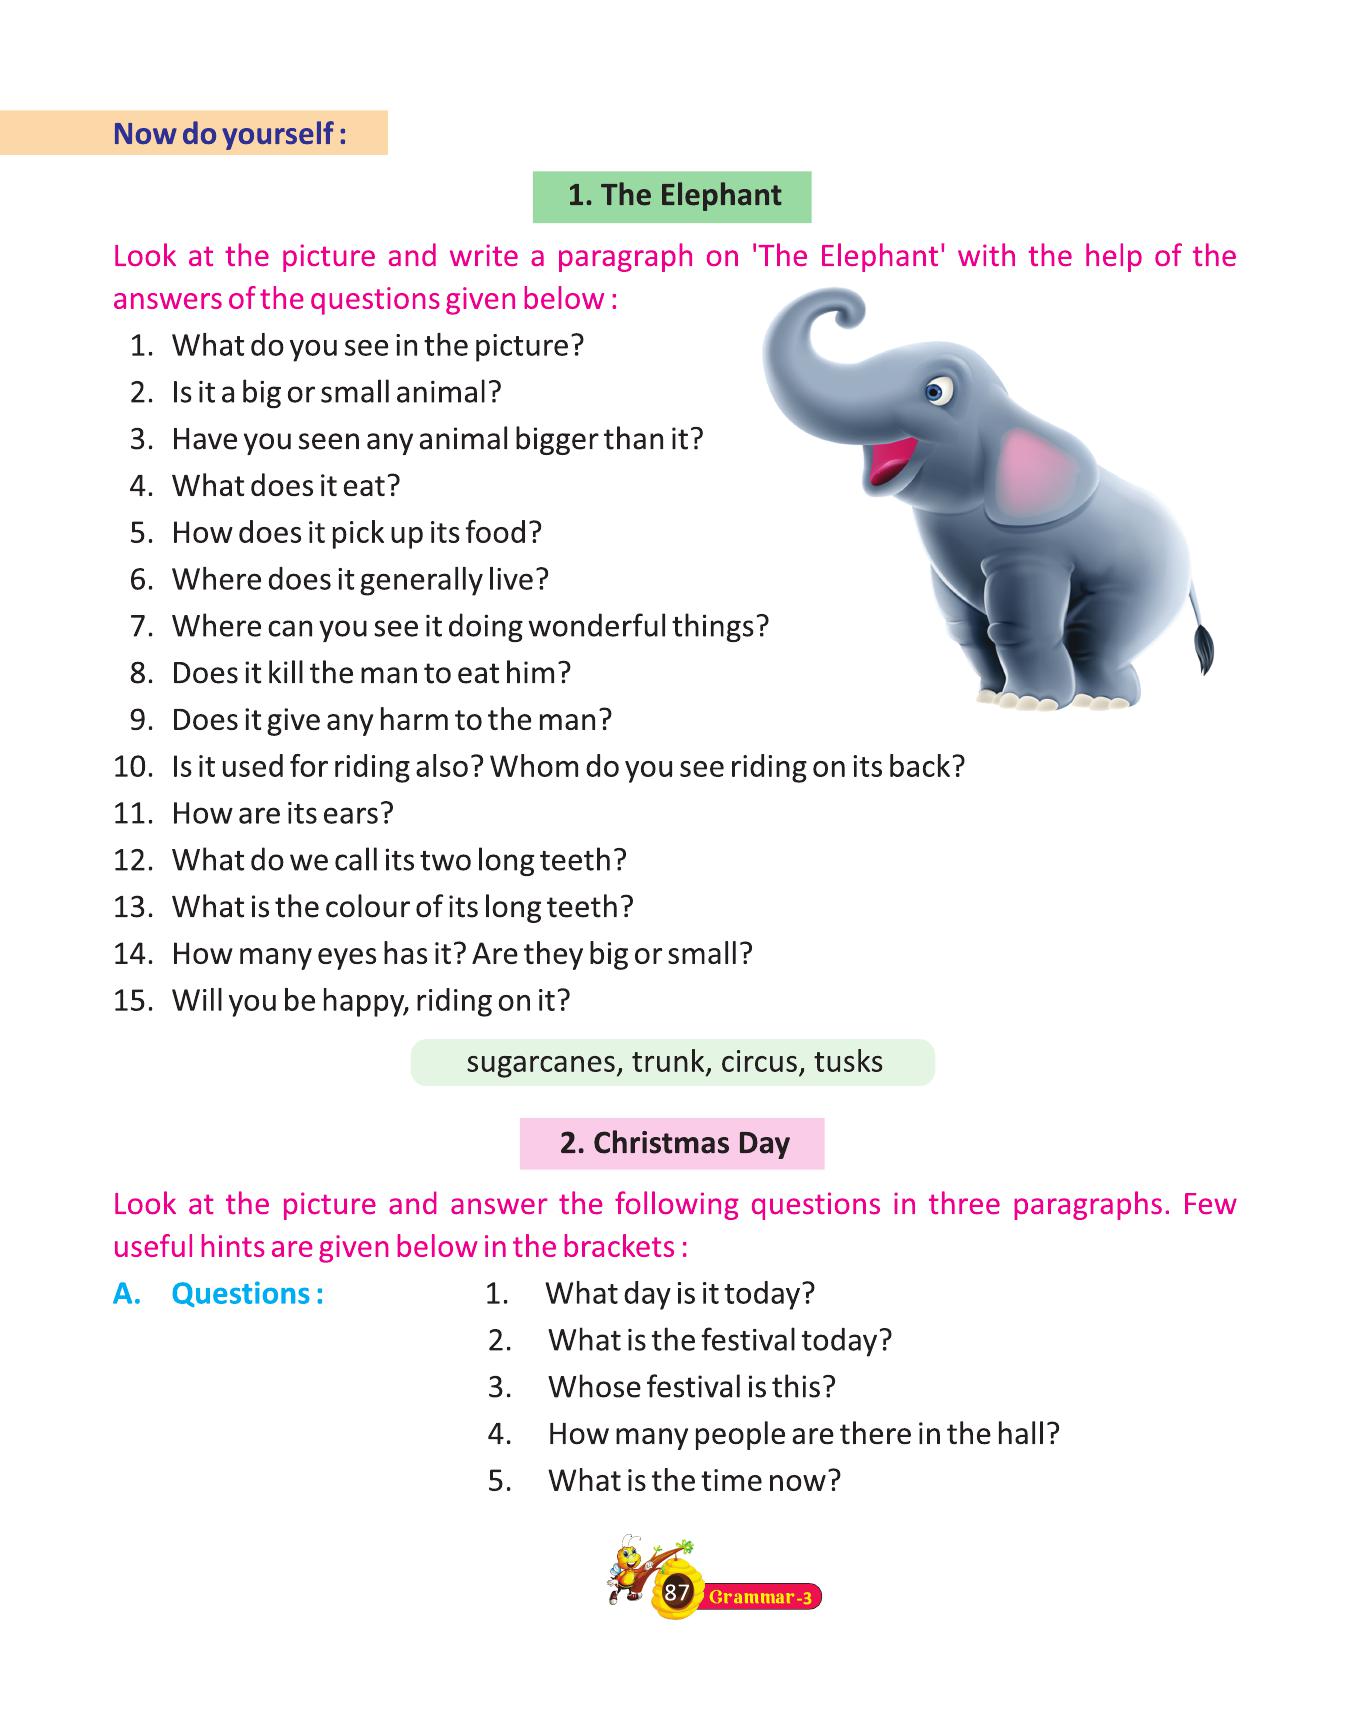 Now do yourself :
1. The Elephant
Look at the picture and write a paragraph on 'The Elephant' with the help of the
answers of the questions given below :
1. What do you see in the picture?
2. Is it a big or small animal?
3. Have you seen any animal bigger than it?
4. What does it eat?
5. How does it pick up its food?
6. Where does it generally live?
7. Where can you see it doing wonderful things?
8. Does it kill the man to eat him?
9. Does it give any harm to the man?
10. Is it used for riding also? Whom do you see riding on its back?
11. How are its ears?
12. What do we call its two long teeth?
13. What is the colour of its long teeth?
14. How many eyes has it? Are they big or small?
15. Will you be happy, riding on it?
sugarcanes, trunk, circus, tusks
2. Christmas Day
Look at the picture and answer the following questions in three paragraphs. Few
useful hints are given below in the brackets :
A. Questions : 1. What day is it today?
2. What is the festival today?
3. Whose festival is this?
4. How many people are there in the hall?
5. What is the time now?
87 Grammar-3